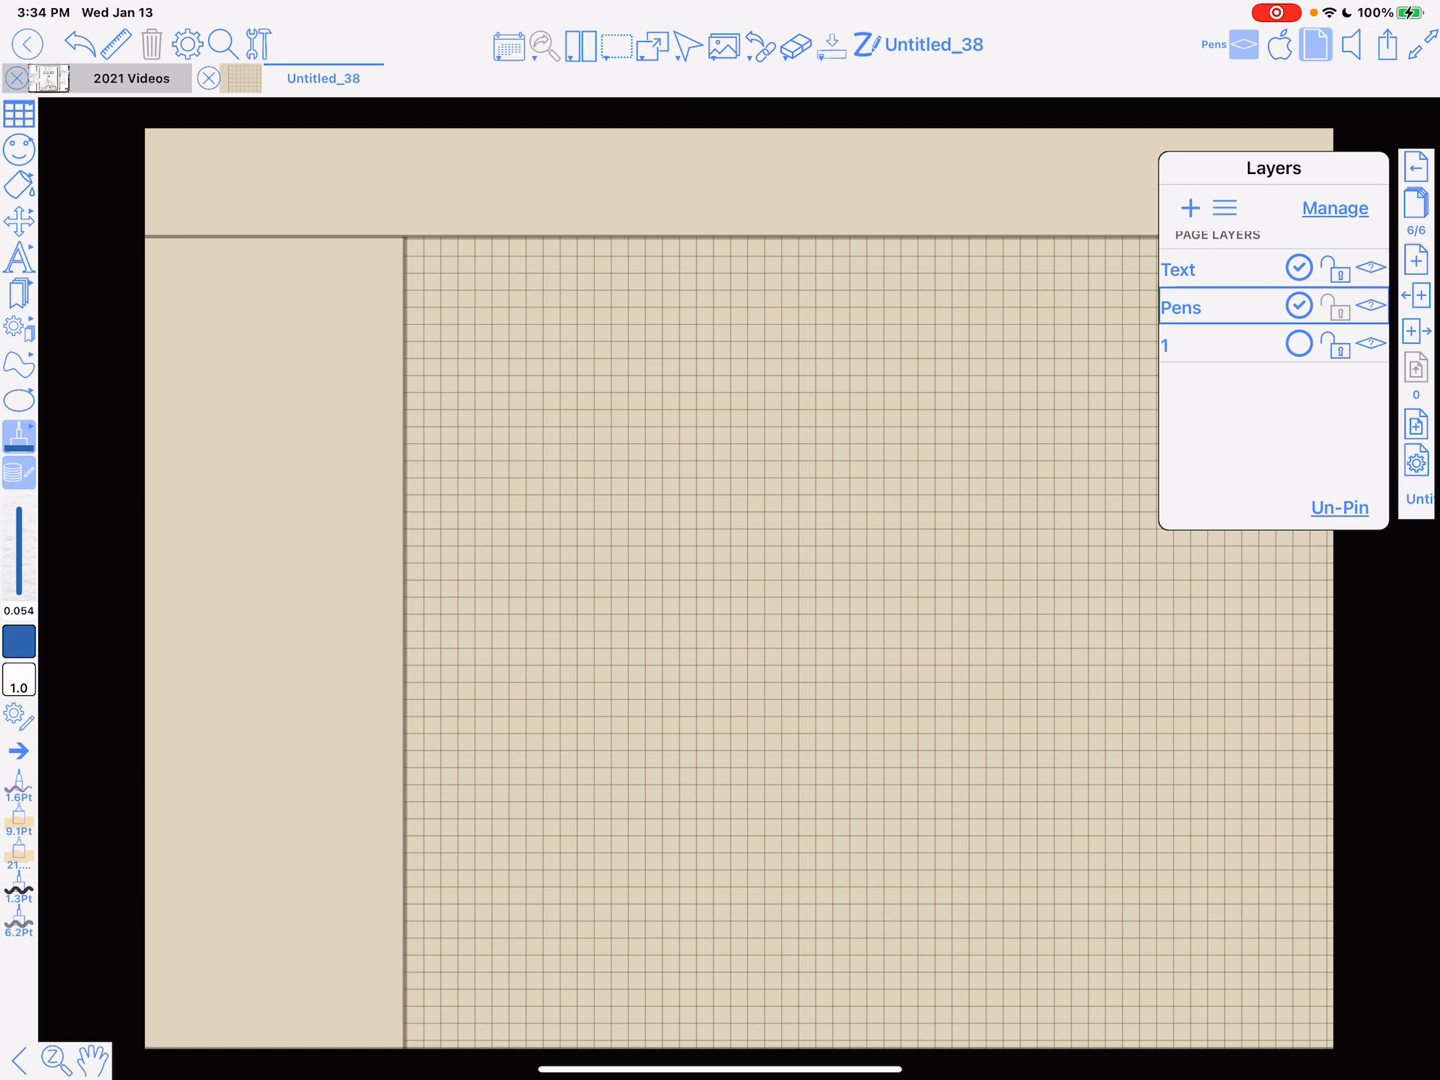 3:34 PM Wed Jan 13
100%
Untitled_38
Pens
2021 Videos
Untitled_38
Layers
Manage
PAGE LAYERS
Text
Pens
1
Un-Pin
6/6
0
Unti
0.054
1.0
1.6Pt
9.1Pt
21....
1.3Pt
6.2Pt